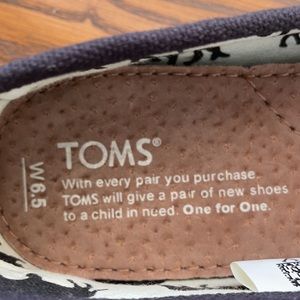 TOMS®
W6.5
With every pair you purchase,
TOMS will give a pair of new shoes
to a child in need. One for One.